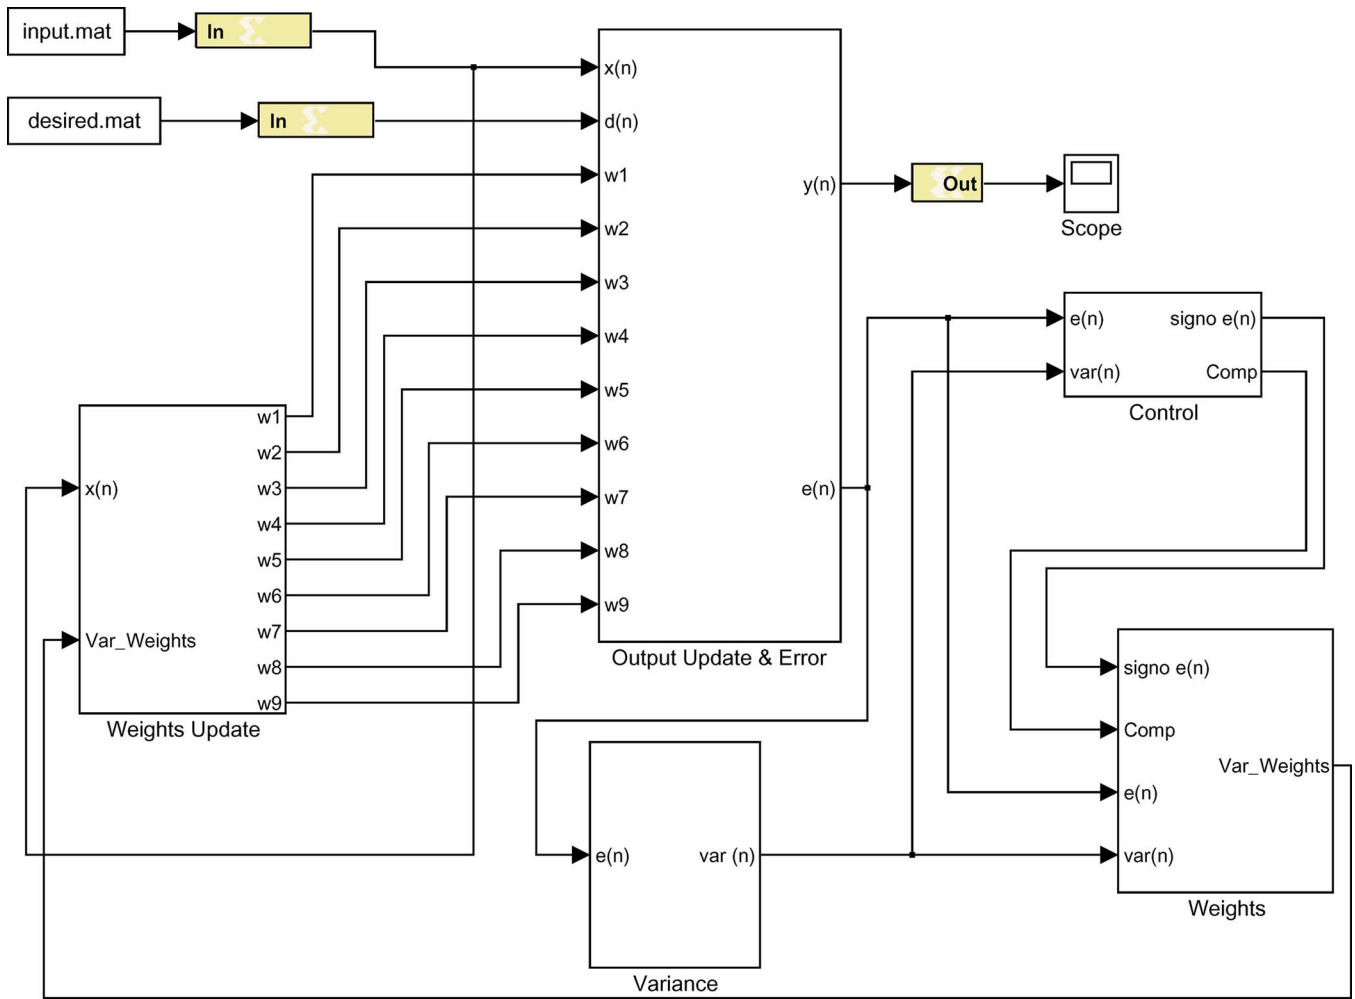 input.mat
In
desired.mat
In
x(n)
d(n)
w1
w2
w3
w4
w5
w6
w7
w8
w9
y(n)
e(n)
Output Update & Error
Out
Scope
e(n)
var(n)
signo e(n)
Comp
Control
x(n)
Var_Weights
w1
w2
w3
w4
w5
w6
w7
w8
w9
Weights Update
e(n)
var (n)
Variance
signo e(n)
Comp
e(n)
var(n)
Var_Weights
Weights